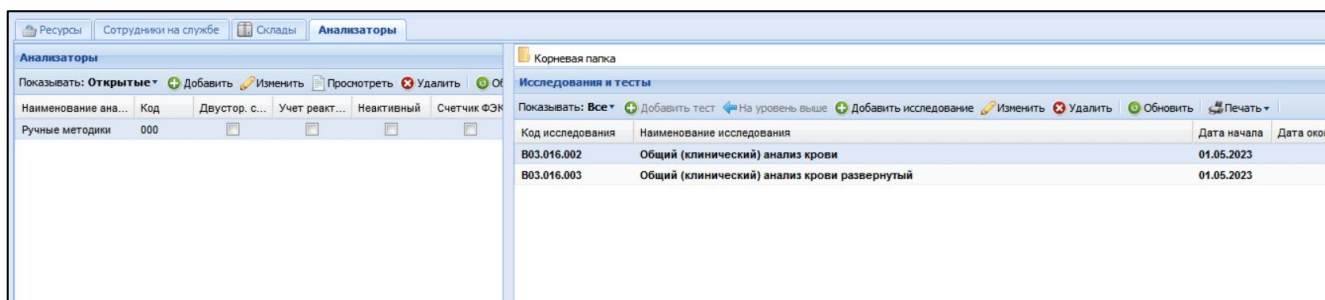 Ресурсы Сотрудники на службе Склады Анализаторы
Анализаторы
Показывать: Открытые Добавить Изменить Просмотреть Удалить
Наименование ана... Код Двустор. с... Учет реакт... Неактивный Счетчик ФЭК
Ручные методики 000
Корневая папка
Исследования и тесты
Показывать: Все Добавить тест На уровень выше Добавить исследование Изменить Удалить Обновить Печать
Код исследования Наименование исследования Дата начала Дата око
B03.016.002 Общий (клинический) анализ крови 01.05.2023
B03.016.003 Общий (клинический) анализ крови развернутый 01.05.2023